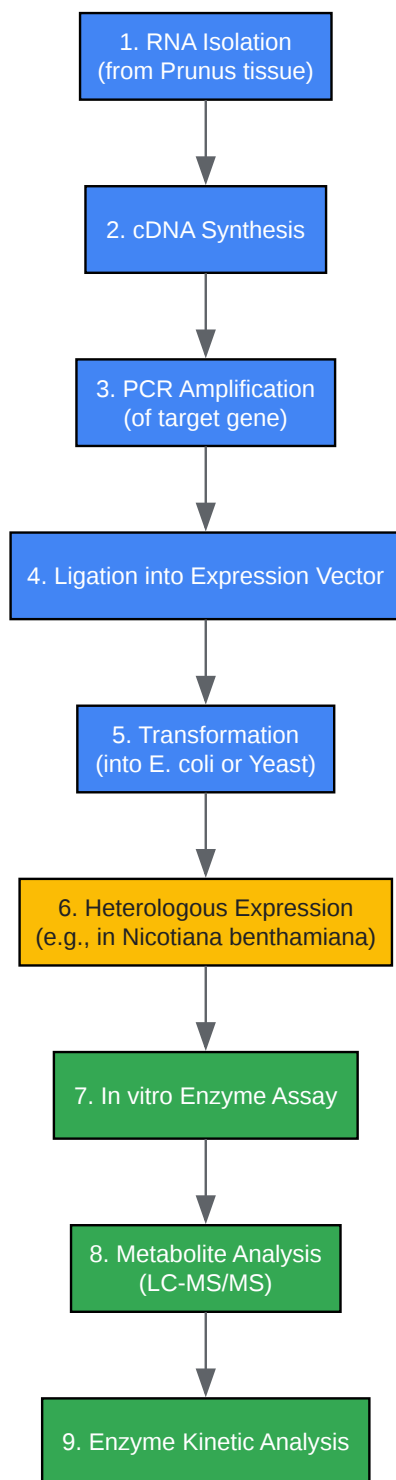 1. RNA Isolation
(from Prunus tissue)
2. cDNA Synthesis
3. PCR Amplification
(of target gene)
4. Ligation into Expression Vector
5. Transformation
(into E. coli or Yeast)
6. Heterologous Expression
(e.g., in Nicotiana benthamiana)
7. In vitro Enzyme Assay
8. Metabolite Analysis
(LC-MS/MS)
9. Enzyme Kinetic Analysis